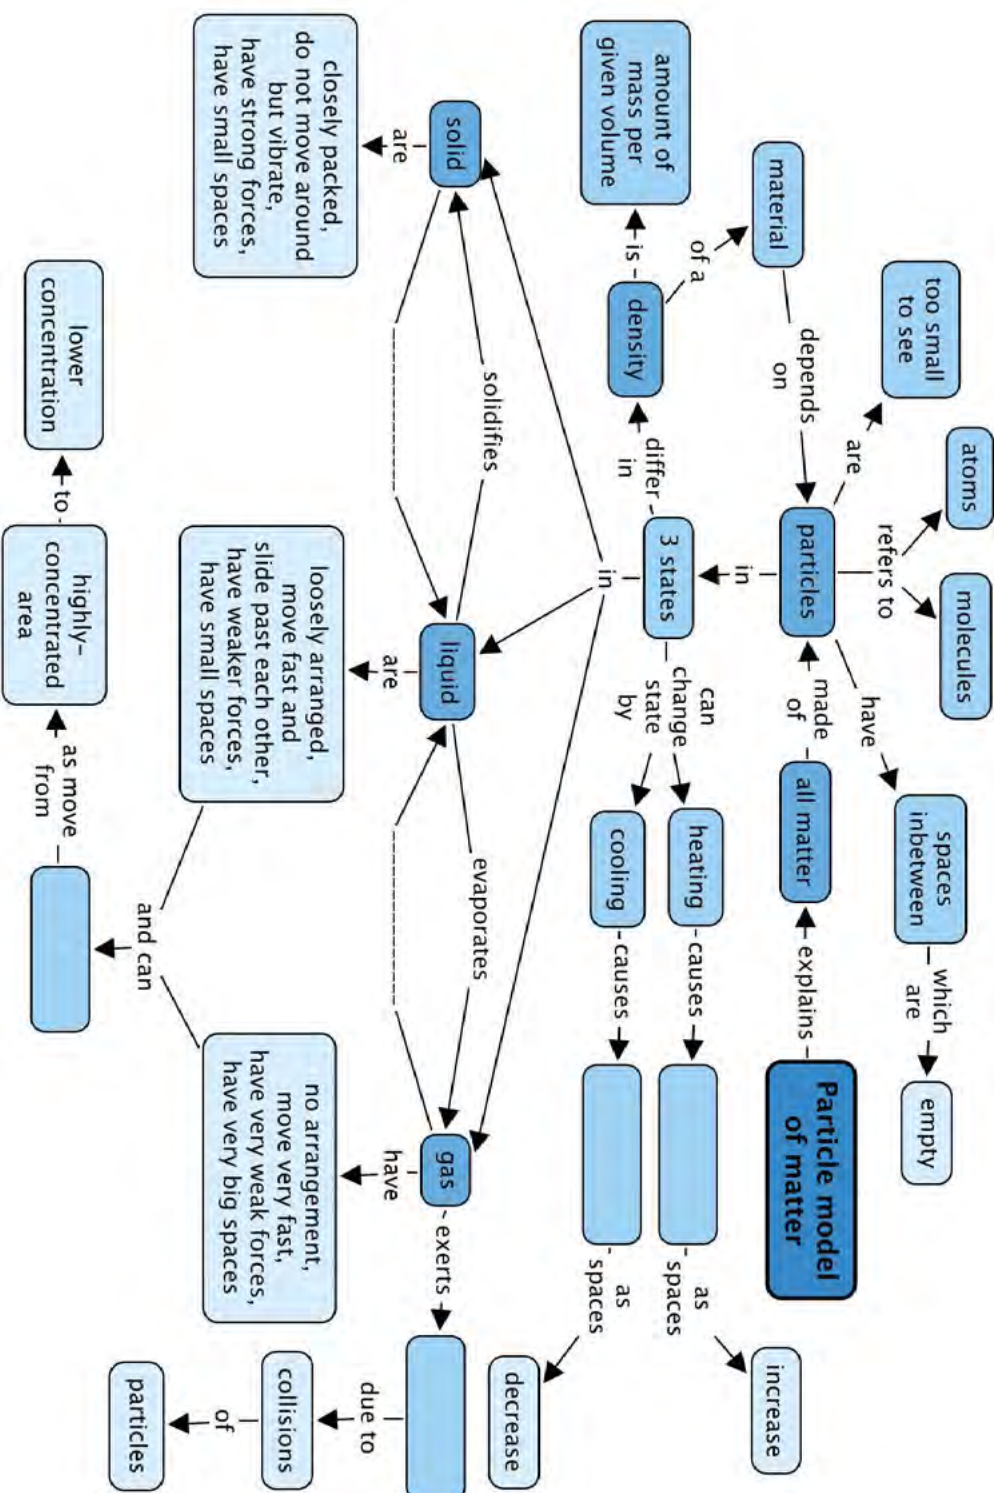 Particle model
of matter
explains
all matter
made
of
particles
refers to
atoms
molecules
are
too small
to see
have
spaces
inbetween
which
are
empty
in
3 states
differ
in
density
is
amount of
mass per
given volume
of a
material
depends
on
can
change
state
by
heating
causes
as
spaces
increase
cooling
causes
as
spaces
decrease
in
solid
solidifies
liquid
evaporates
gas
exerts
due to
collisions
of
particles
are
closely packed,
do not move around
but vibrate,
have strong forces,
have small spaces
are
loosely arranged,
move fast and
slide past each other,
have weaker forces,
have small spaces
have
no arrangement,
move very fast,
have very weak forces,
have very big spaces
and can
as move
from
highly–
concentrated
area
to
lower
concentration